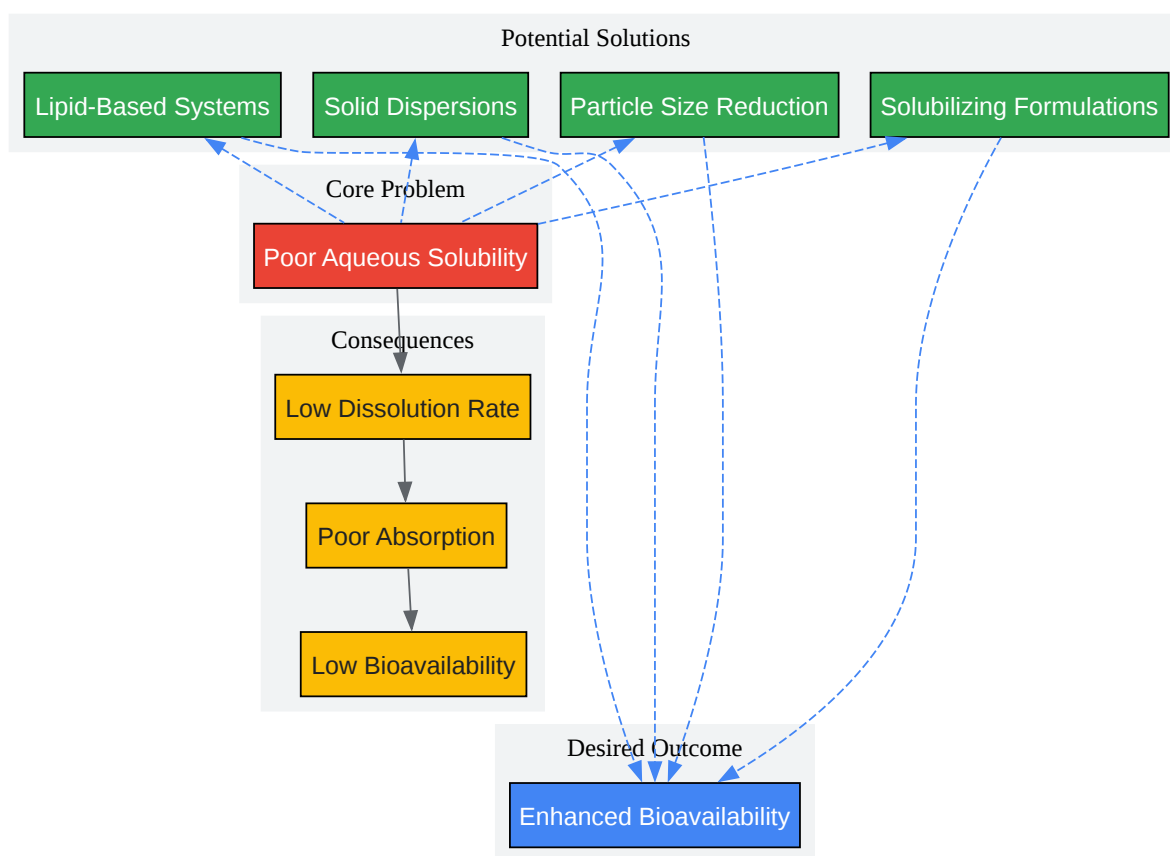 Potential Solutions
Lipid-Based Systems
Solid Dispersions
Particle Size Reduction
Solubilizing Formulations
Core Problem
Poor Aqueous Solubility
Consequences
Low Dissolution Rate
Poor Absorption
Low Bioavailability
Desired Outcome
Enhanced Bioavailability